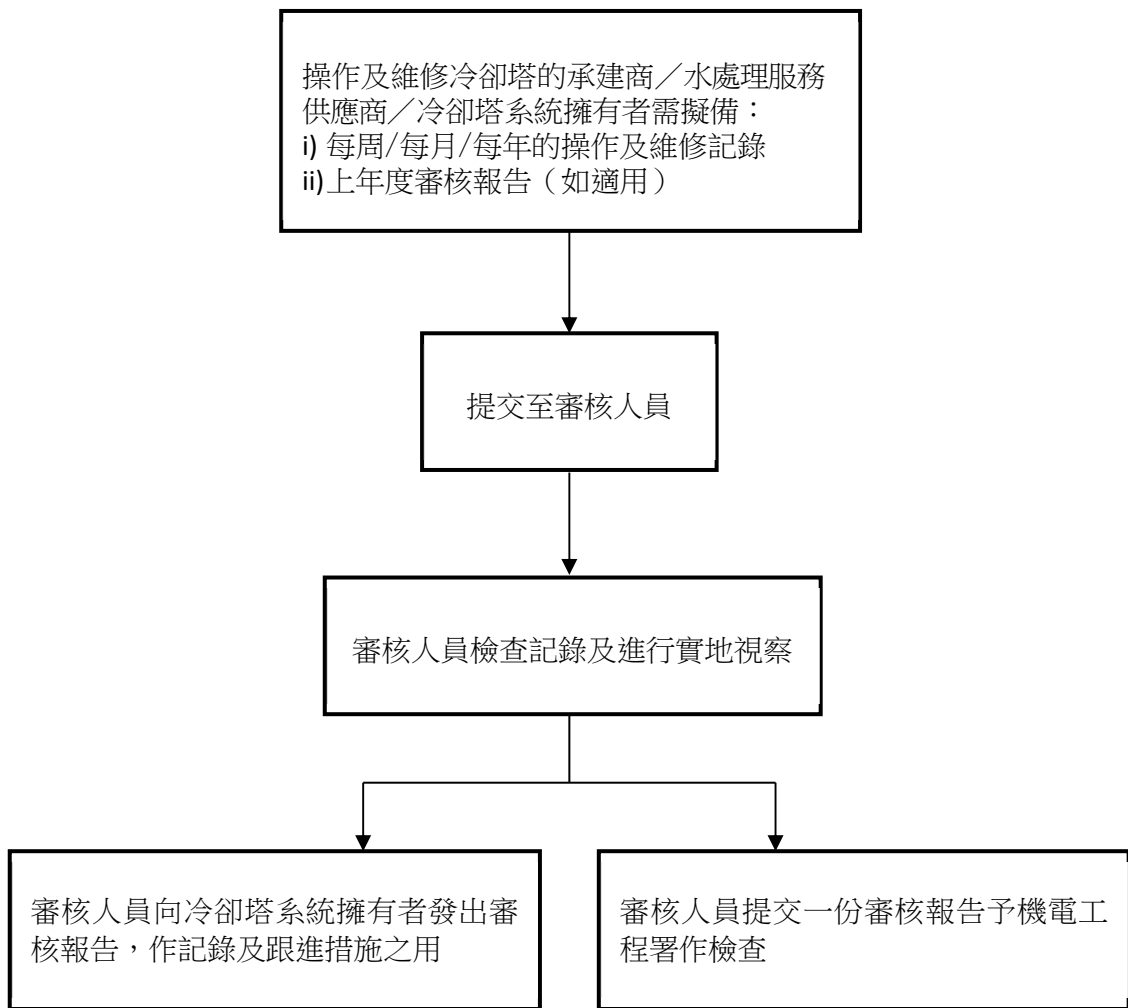 操作及維修冷卻塔的承建商／水處理服務
供應商／冷卻塔系統擁有者需擬備：
i) 每周/每月/每年的操作及維修記錄
ii)上年度審核報告（如適用）
提交至審核人員
審核人員檢查記錄及進行實地視察
審核人員向冷卻塔系統擁有者發出審
核報告，作記錄及跟進措施之用
審核人員提交一份審核報告予機電工
程署作檢查